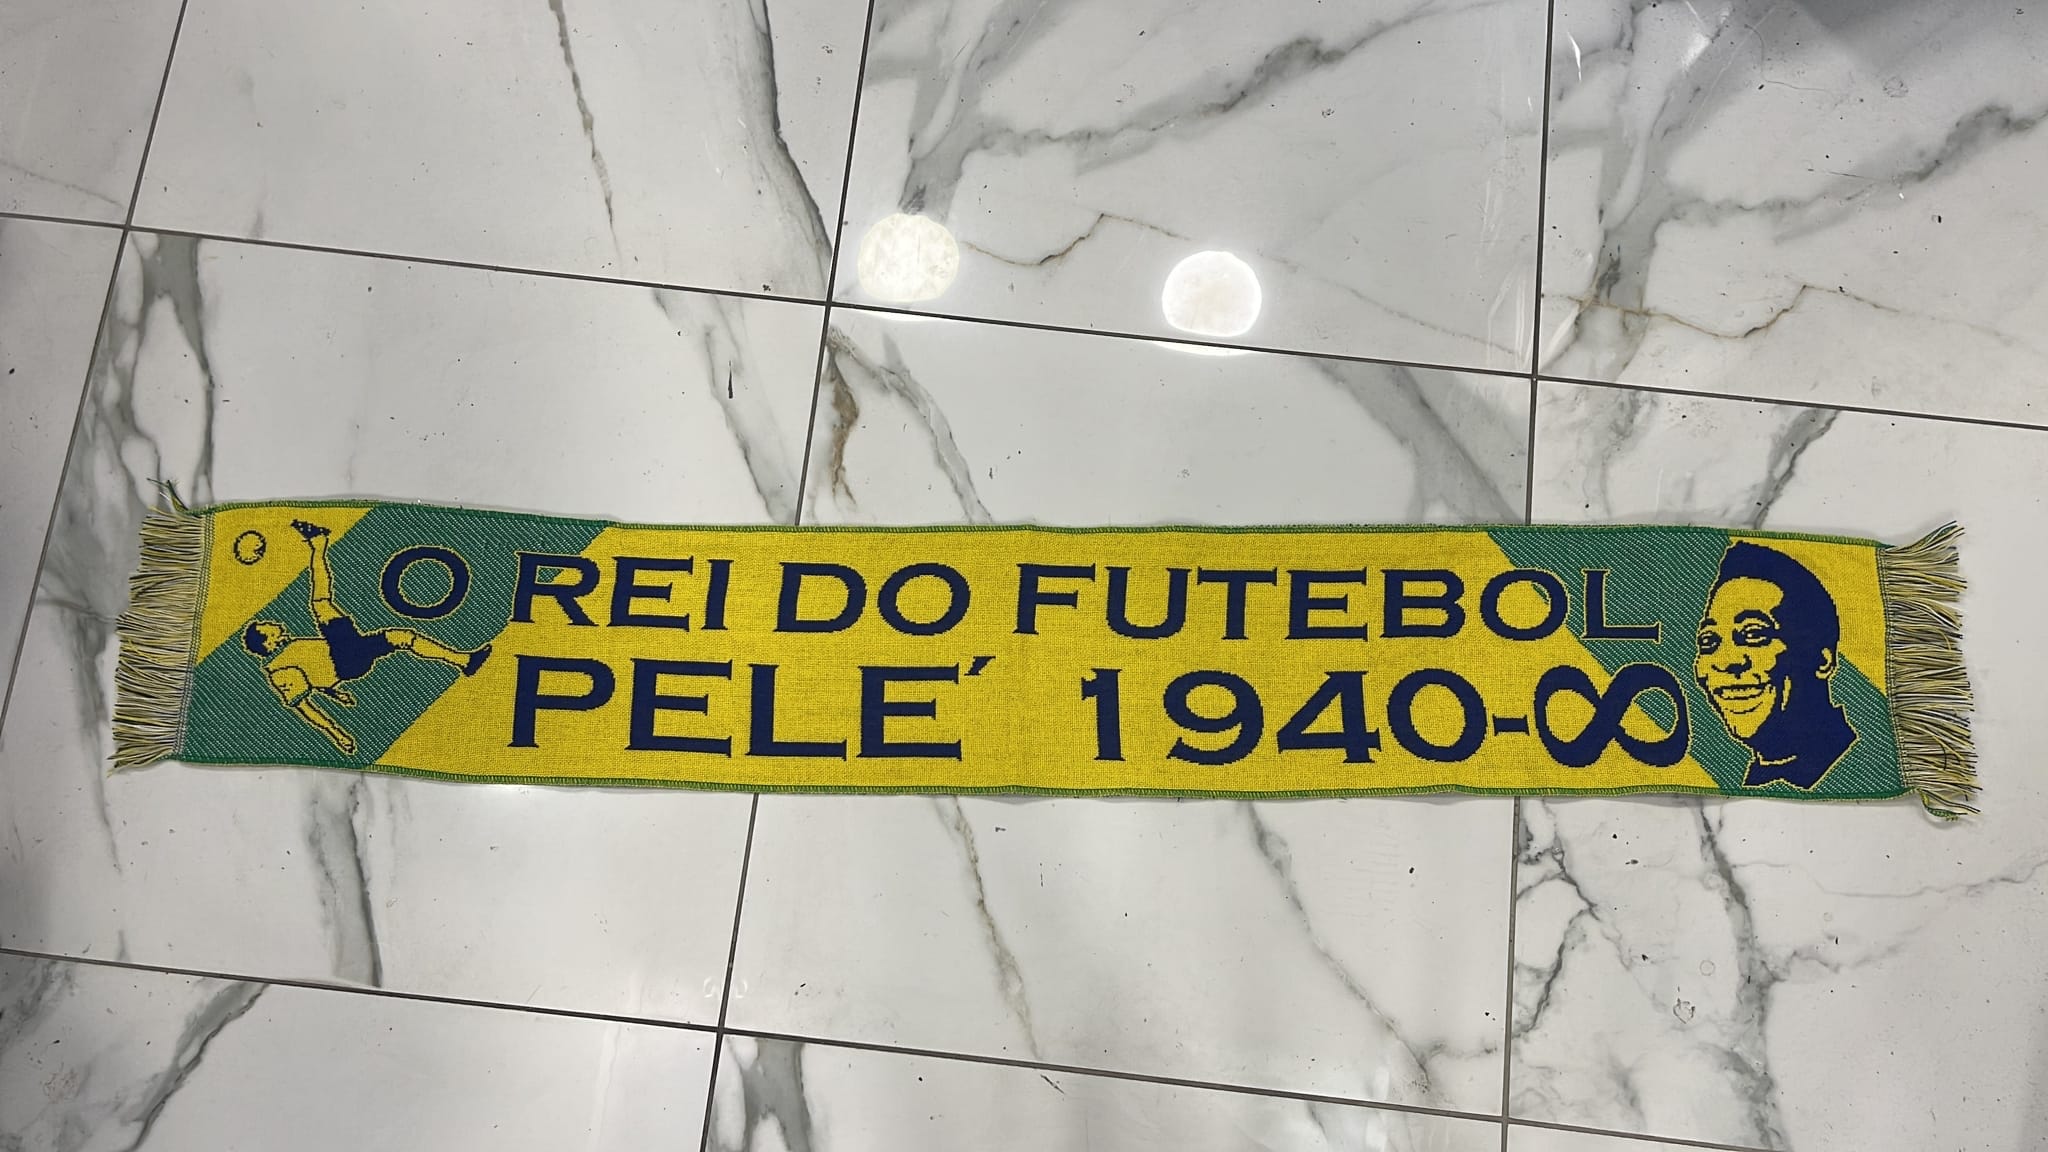 O REI DO FUTEBOL
PELE´ 1940-∞